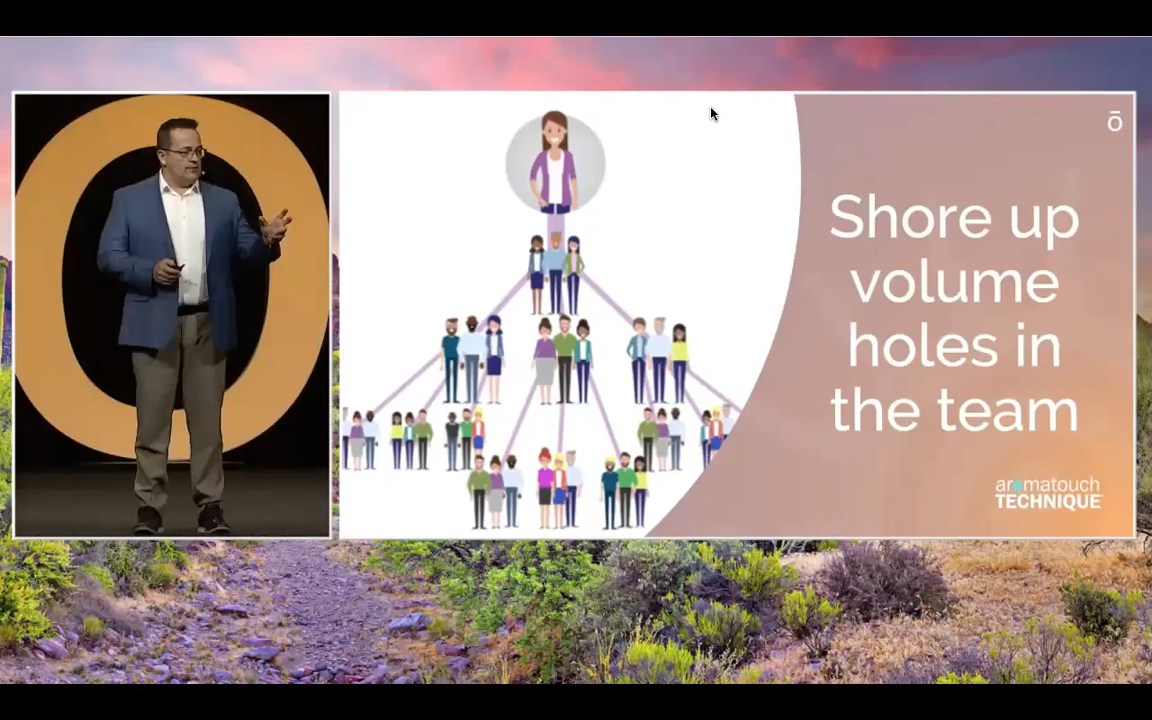 ō
Shore up
volume
holes in
the team
aromatouch
TECHNIQUE